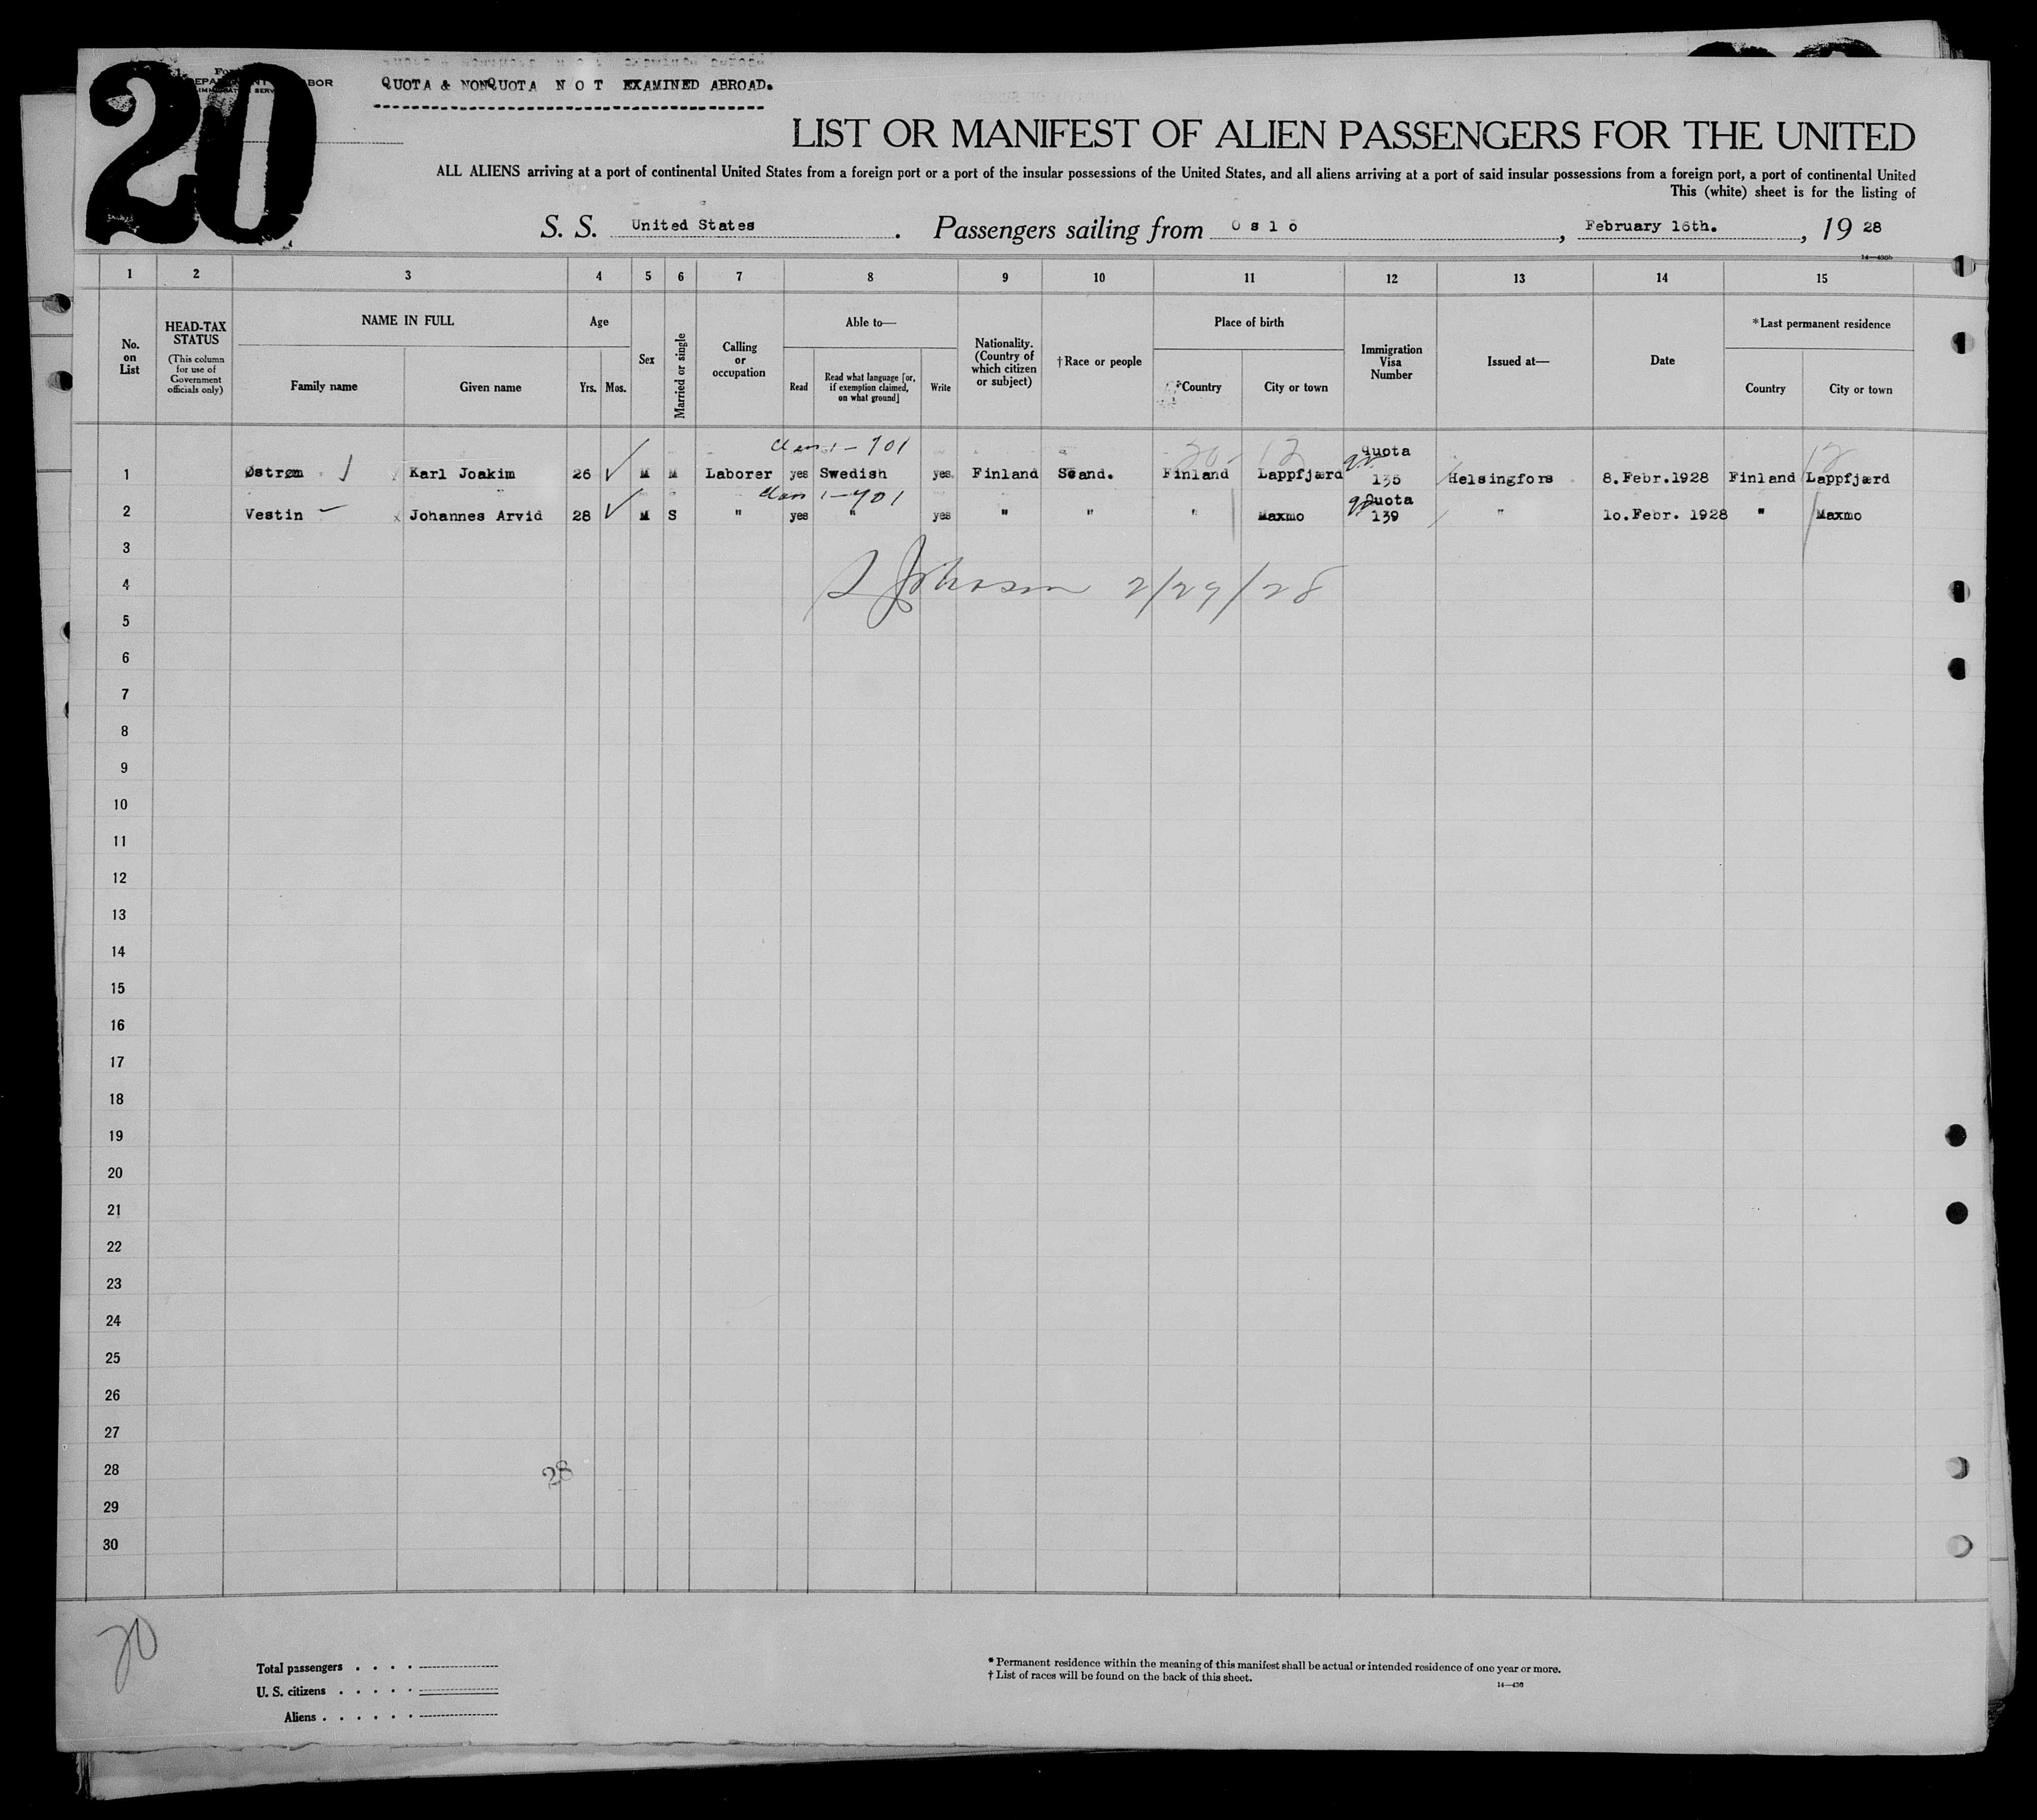 20
QUOTA & NONQUOTA N O T EXAMINED ABROAD.
LIST OR MANIFEST OF ALIEN PASSENGERS FOR THE UNITED
ALL ALIENS arriving at a port of continental United States from a foreign port or a port of the insular possessions of the United States, and all aliens arriving at a port of said insular possessions from a foreign port, a port of continental United
This (white) sheet is for the listing of
S. S. United States. Passengers sailing from Oslo, February 16th., 19 28
14—430b
1 2 3 4 5 6 7 8 9 10 11 12 13 14 15
No. on List
HEAD-TAX STATUS
(This column for use of Government officials only)
NAME IN FULL
Family name
Given name
Age
Yrs. Mos.
Sex
Married or single
Calling or occupation
Able to—
Read
Read what language [or, if exemption claimed, on what ground]
Write
Nationality. (Country of which citizen or subject)
†Race or people
Place of birth
*Country
City or town
Immigration Visa Number
Issued at—
Date
*Last permanent residence
Country
City or town
1 Østrøm Karl Joakim 26 M M Laborer yes Swedish yes Finland Scand. Finland Lappfjærd Quota 135 Helsingfors 8.Febr.1928 Finland Lappfjærd
2 Vestin Johannes Arvid 28 M S " yes " yes " " " Maxmo Quota 139 " 10.Febr. 1928 " Maxmo
3
2/29/28
4
5
6
7
8
9
10
11
12
13
14
15
16
17
18
19
20
21
22
23
24
25
26
27
28
28
29
30
20
Total passengers . . . .
U. S. citizens . . . . .
Aliens . . . . . .
* Permanent residence within the meaning of this manifest shall be actual or intended residence of one year or more.
† List of races will be found on the back of this sheet.
14—430